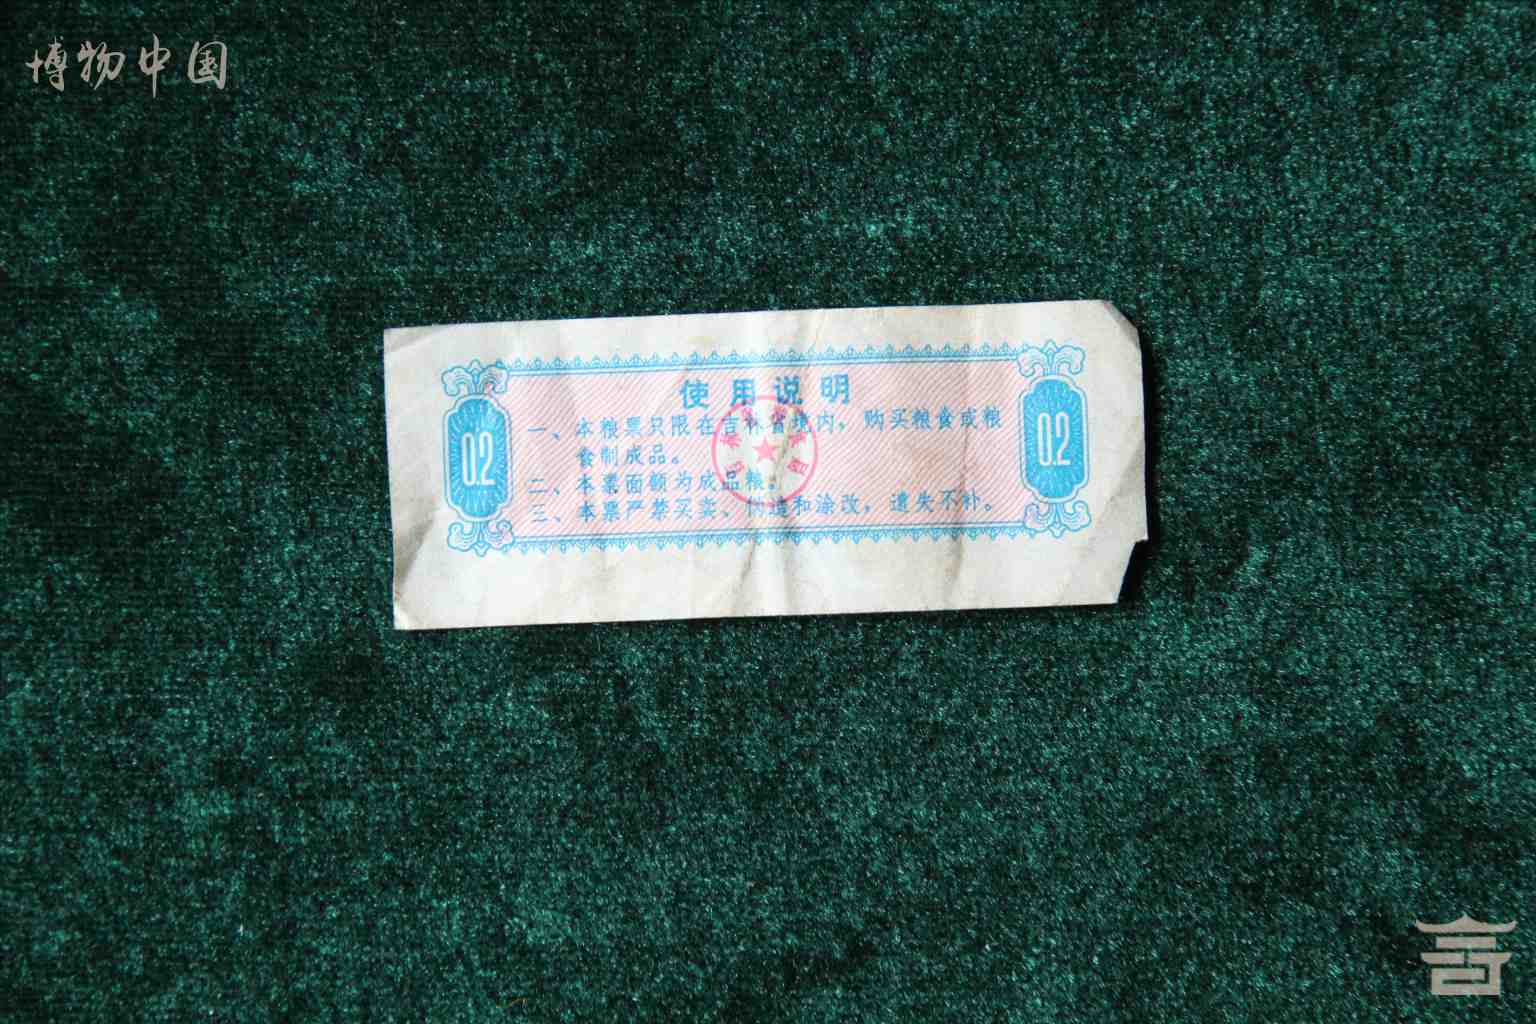 博物中国
使用说明
0.2
一、本粮票只限在吉林省境内，购买粮食或粮
食制成品。
二、本票面额为成品粮。
三、本票严禁买卖、伪造和涂改，遗失不补。
0.2